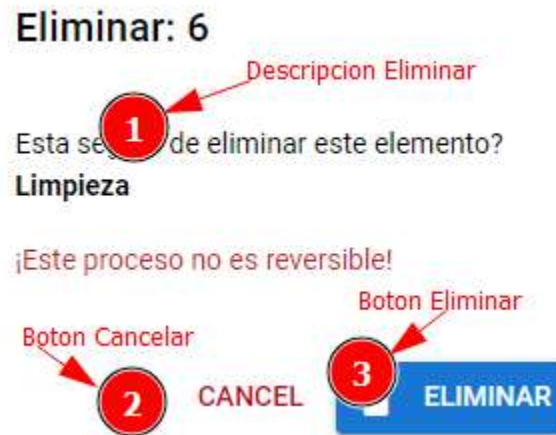 Eliminar: 6
Descripcion Eliminar
1
Esta de eliminar este elemento?
Limpieza
¡Este proceso no es reversible!
Boton Eliminar
Boton Cancelar
3
2
CANCEL
ELIMINAR